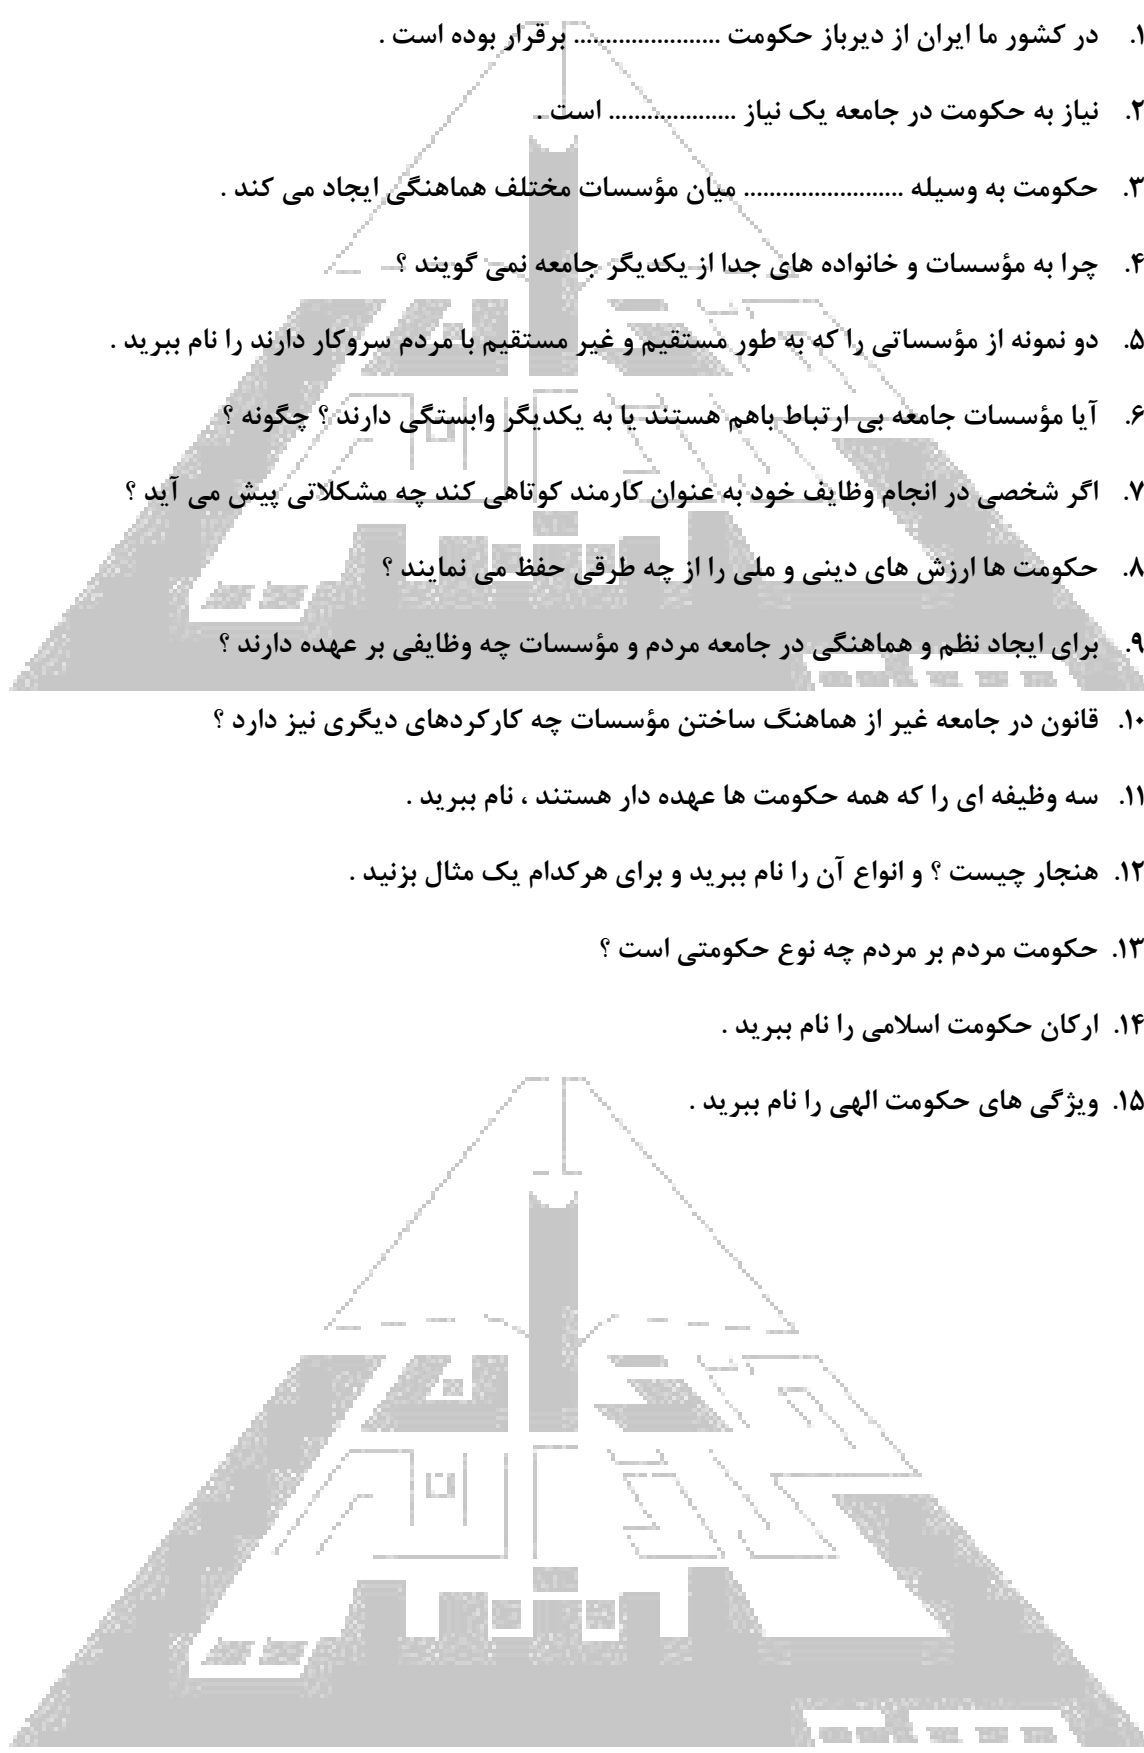 ۱. در کشور ما ایران از دیرباز حکومت ....................... برقرار بوده است .
۲. نیاز به حکومت در جامعه یک نیاز .................... است .
۳. حکومت به وسیله ......................... میان مؤسسات مختلف هماهنگی ایجاد می کند .
۴. چرا به مؤسسات و خانواده های جدا از یکدیگر جامعه نمی گویند ؟
۵. دو نمونه از مؤسساتی را که به طور مستقیم و غیر مستقیم با مردم سروکار دارند را نام ببرید .
۶. آیا مؤسسات جامعه بی ارتباط باهم هستند یا به یکدیگر وابستگی دارند ؟ چگونه ؟
۷. اگر شخصی در انجام وظایف خود به عنوان کارمند کوتاهی کند چه مشکلاتی پیش می آید ؟
۸. حکومت ها ارزش های دینی و ملی را از چه طرقی حفظ می نمایند ؟
۹. برای ایجاد نظم و هماهنگی در جامعه مردم و مؤسسات چه وظایفی بر عهده دارند ؟
۱۰. قانون در جامعه غیر از هماهنگ ساختن مؤسسات چه کارکردهای دیگری نیز دارد ؟
۱۱. سه وظیفه ای را که همه حکومت ها عهده دار هستند ، نام ببرید .
۱۲. هنجار چیست ؟ و انواع آن را نام ببرید و برای هرکدام یک مثال بزنید .
۱۳. حکومت مردم بر مردم چه نوع حکومتی است ؟
۱۴. ارکان حکومت اسلامی را نام ببرید .
۱۵. ویژگی های حکومت الهی را نام ببرید .